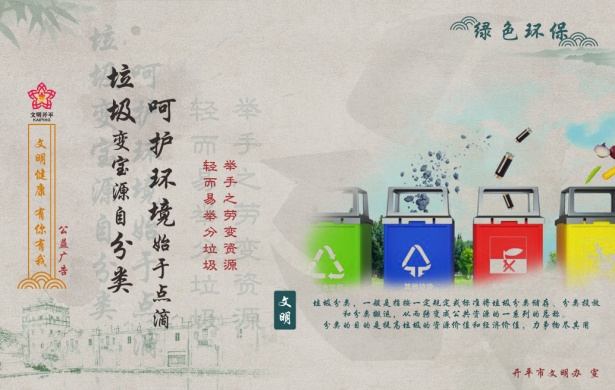 绿色环保
文明开平
KAIPING
文明健康 有你有我
公益广告
垃圾变宝源自分类
呵护环境始于点滴
举手之劳变资源
轻而易举分垃圾
文明
垃圾分类，一般是指按一定规定或标准将垃圾分类储存、分类投放
和分类搬运，从而转变成公共资源的一系列的总称。
分类的目的是提高垃圾的资源价值和经济价值，力争物尽其用
开平市文明办 宣